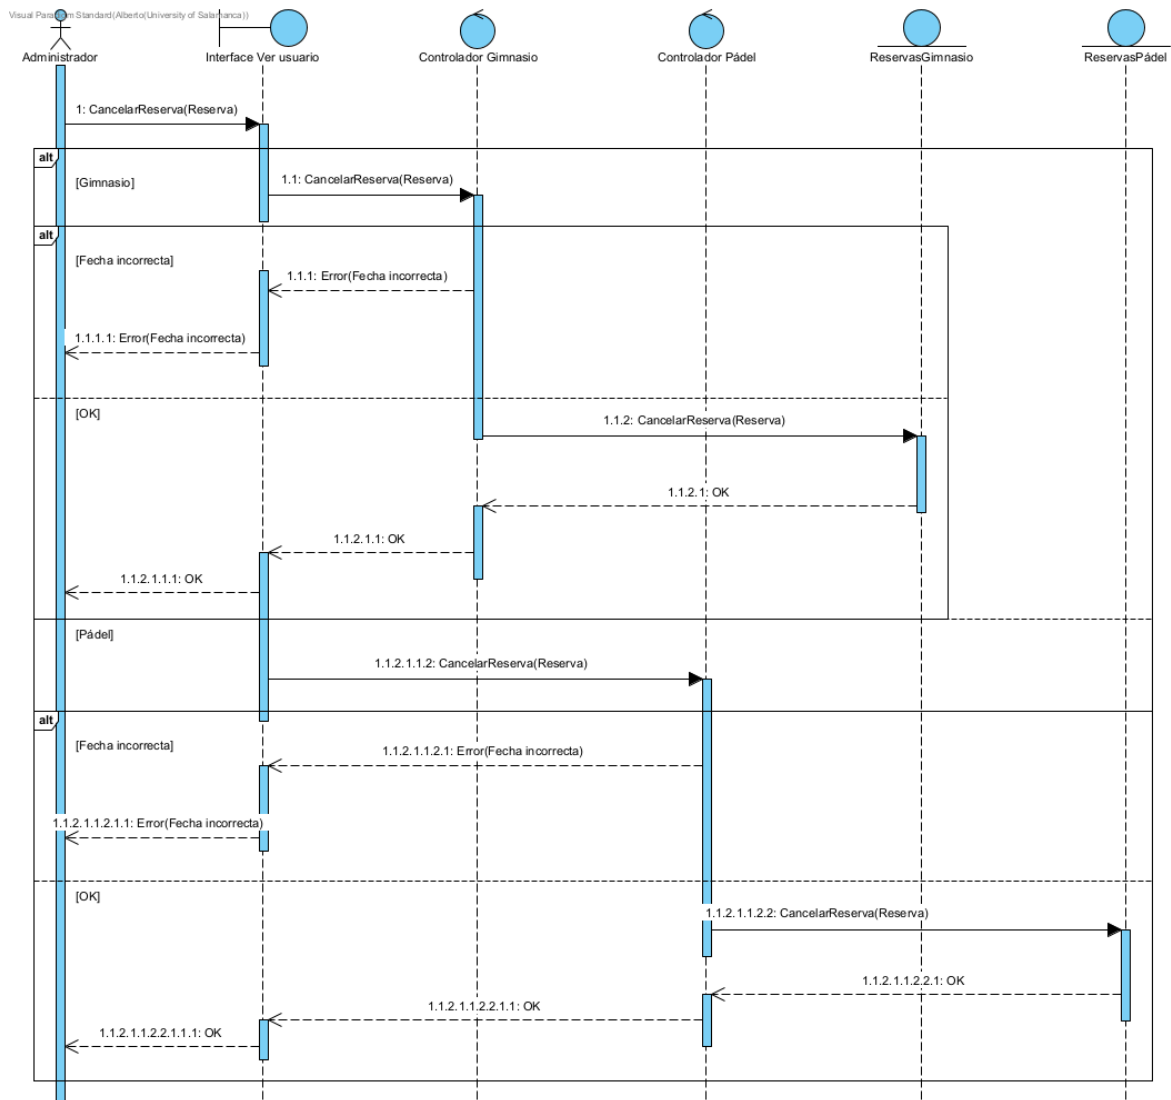 Visual Paradigm Standard(Alberto(University of Salamanca))
Administrador
Interface Ver usuario
Controlador Gimnasio
Controlador Pádel
ReservasGimnasio
ReservasPádel
1: CancelarReserva(Reserva)
alt
[Gimnasio]
1.1: CancelarReserva(Reserva)
alt
[Fecha incorrecta]
1.1.1: Error(Fecha incorrecta)
1.1.1.1: Error(Fecha incorrecta)
[OK]
1.1.2: CancelarReserva(Reserva)
1.1.2.1: OK
1.1.2.1.1: OK
1.1.2.1.1.1: OK
[Pádel]
1.1.2.1.1.2: CancelarReserva(Reserva)
alt
[Fecha incorrecta]
1.1.2.1.1.2.1: Error(Fecha incorrecta)
1.1.2.1.1.2.1.1: Error(Fecha incorrecta)
[OK]
1.1.2.1.1.2.2: CancelarReserva(Reserva)
1.1.2.1.1.2.2.1: OK
1.1.2.1.1.2.2.1.1: OK
1.1.2.1.1.2.2.1.1.1: OK